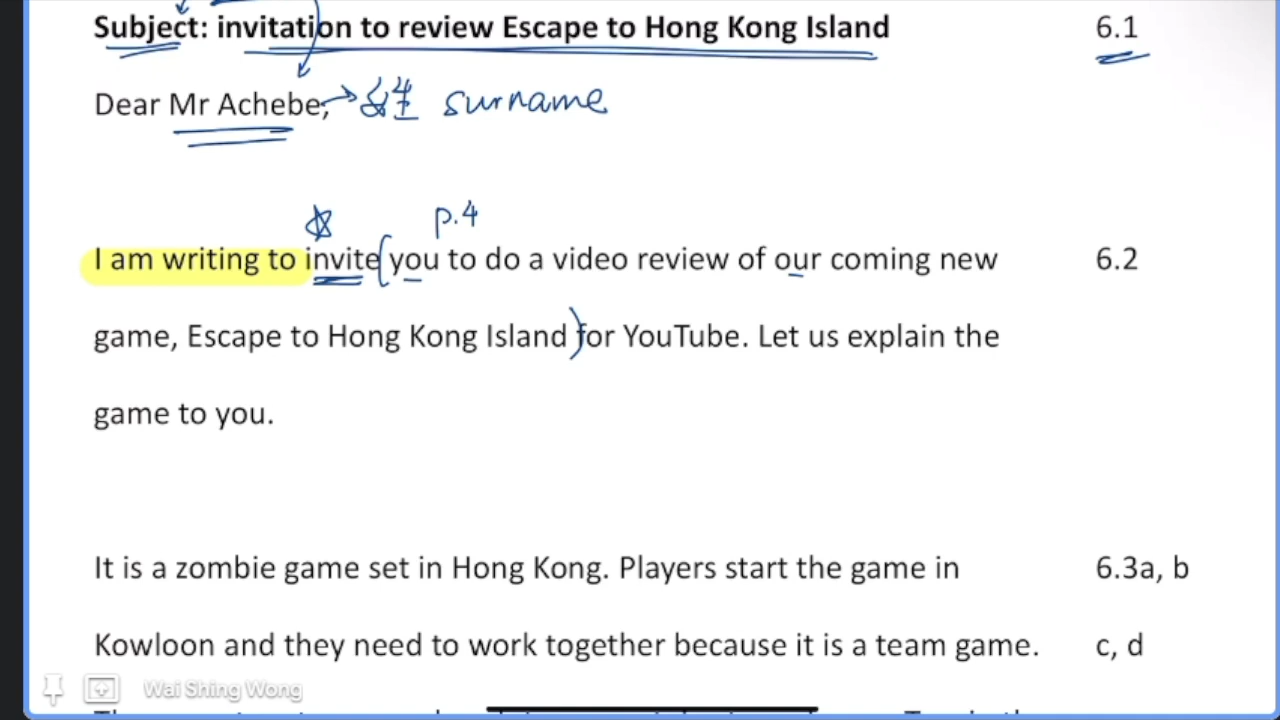 Subject: invitation to review Escape to Hong Kong Island 6.1
Dear Mr Achebe, 姓 surname
p.4
I am writing to invite you to do a video review of our coming new 6.2
game, Escape to Hong Kong Island for YouTube. Let us explain the
game to you.
It is a zombie game set in Hong Kong. Players start the game in 6.3a, b
Kowloon and they need to work together because it is a team game. c, d
Wai Shing Wong